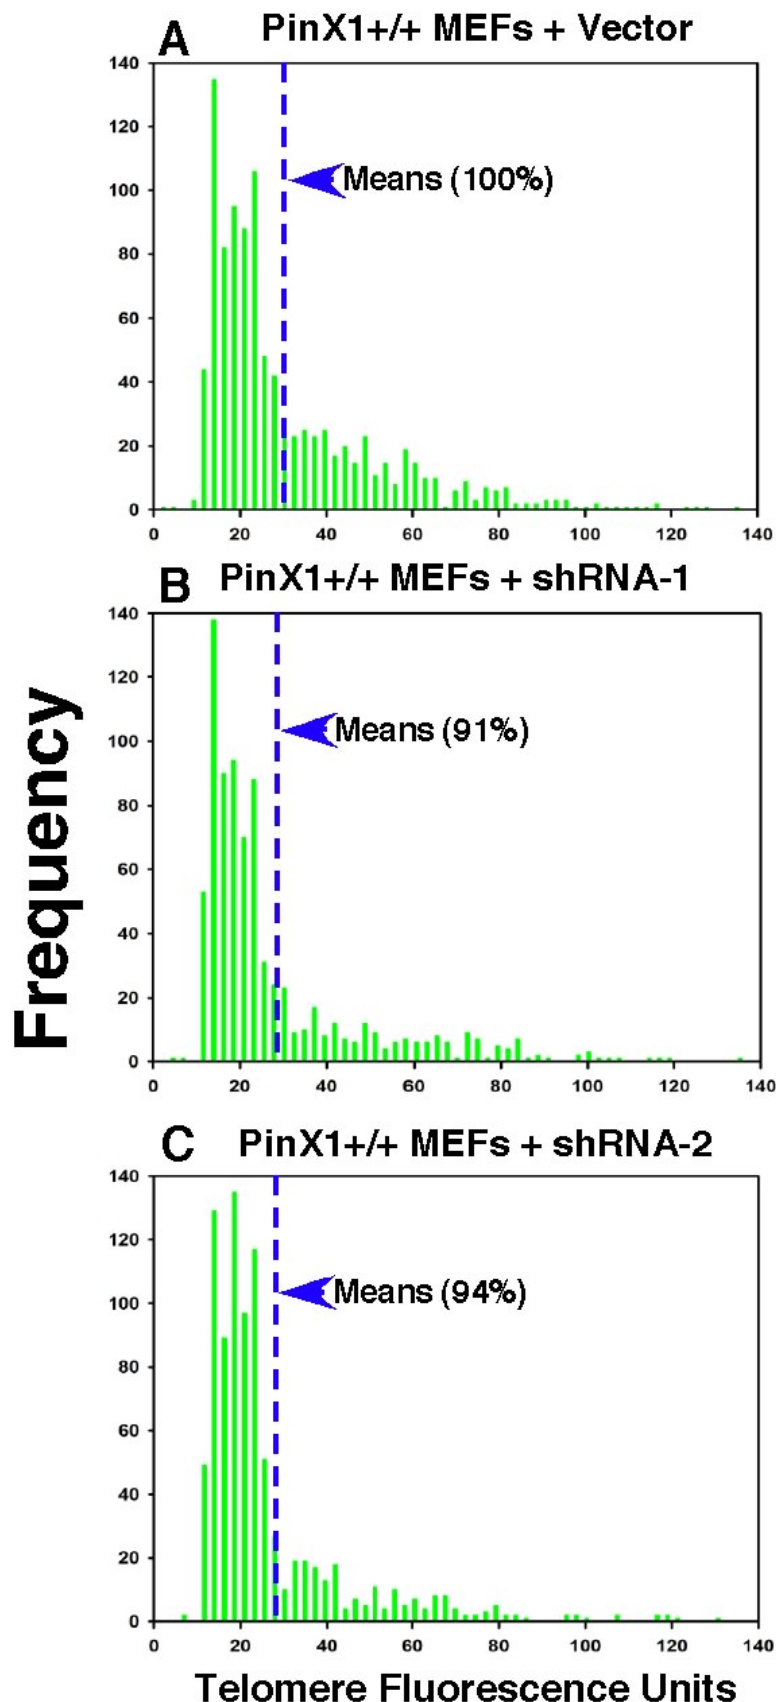 A PinX1+/+ MEFs + Vector
140
120
100
80
60
40
20
0
Means (100%)
0 20 40 60 80 100 120 140
B PinX1+/+ MEFs + shRNA-1
140
120
100
80
60
40
20
0
Means (91%)
0 20 40 60 80 100 120 140
Frequency
C PinX1+/+ MEFs + shRNA-2
140
120
100
80
60
40
20
0
Means (94%)
0 20 40 60 80 100 120 140
Telomere Fluorescence Units